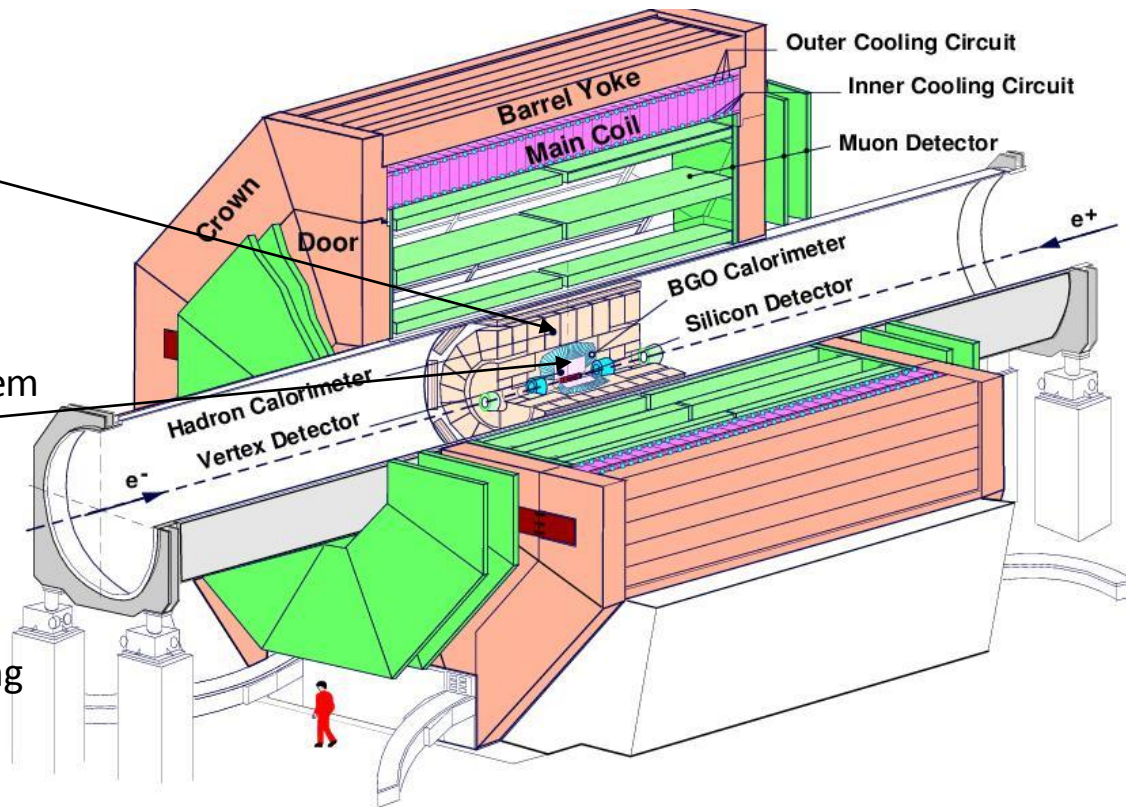 Outer Cooling Circuit
Barrel Yoke
Inner Cooling Circuit
Main Coil
Muon Detector
Crown
Door
e+
BGO Calorimeter
Silicon Detector
em
Hadron Calorimeter
Vertex Detector
e-
g